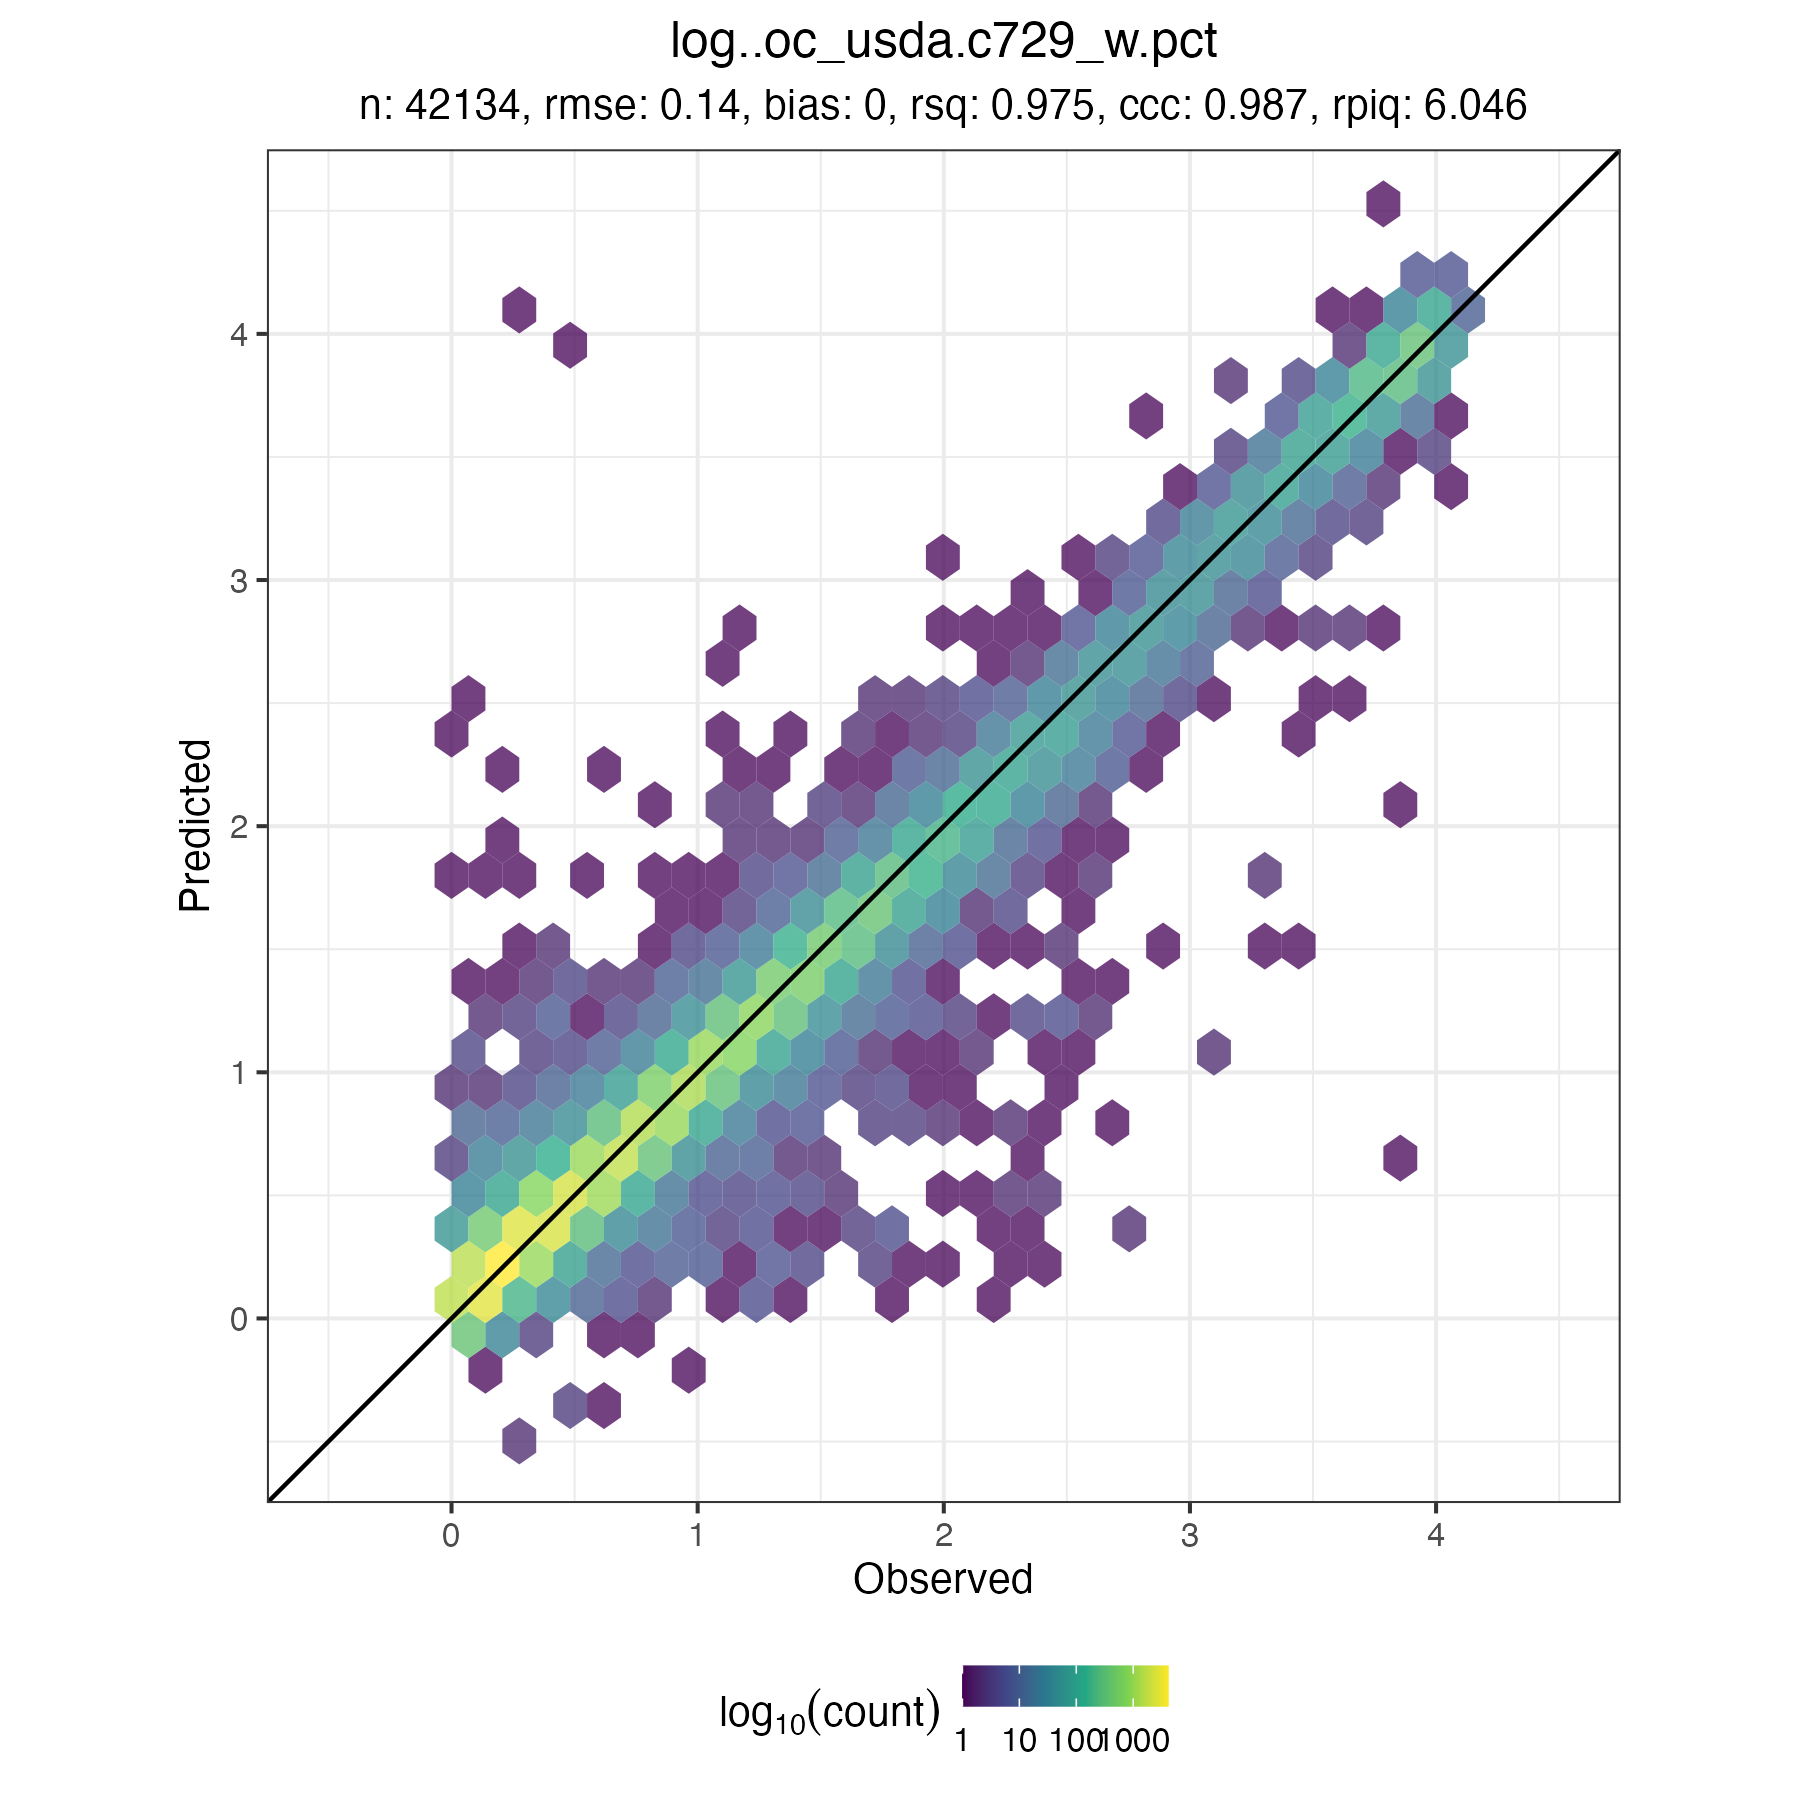 log..oc_usda.c729_w.pct
n: 42134, rmse: 0.14, bias: 0, rsq: 0.975, ccc: 0.987, rpiq: 6.046
4
3
2
1
0
Predicted
0 1 2 3 4
Observed
log₁₀(count)
1 10 100 1000